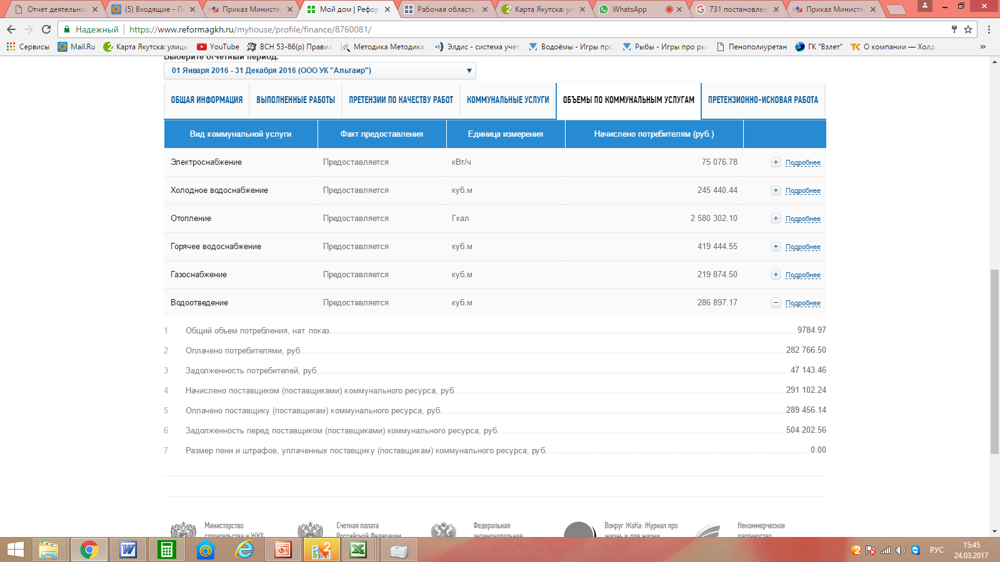 Отчет деятельно
(5) Входящие - П
Приказ Министер
Мой дом | Рефор
Рабочая область
Карта Якутска: ул
WhatsApp
731 постановлен
Приказ Министер
Надежный
https://www.reformagkh.ru/myhouse/profile/finance/8760081/
Сервисы
Mail.Ru
Карта Якутска: улицы
YouTube
ВСН 53-86(р) Правил
Методика Методика
Элдис - система учет
Водоёмы - Игры про
Рыбы - Игры про ры
Пенополиуретан
ГК "Взлет"
О компании — Холд
»
Выберите отчетный период:
01 Января 2016 - 31 Декабря 2016 (ООО УК "Альтаир")
ОБЩАЯ ИНФОРМАЦИЯ
ВЫПОЛНЕННЫЕ РАБОТЫ
ПРЕТЕНЗИИ ПО КАЧЕСТВУ РАБОТ
КОММУНАЛЬНЫЕ УСЛУГИ
ОБЪЕМЫ ПО КОММУНАЛЬНЫМ УСЛУГАМ
ПРЕТЕНЗИОННО-ИСКОВАЯ РАБОТА
Вид коммунальной услуги Факт предоставления Единица измерения Начислено потребителям (руб.)
Электроснабжение Предоставляется кВт/ч 75 076.78 Подробнее
Холодное водоснабжение Предоставляется куб.м 245 440.44 Подробнее
Отопление Предоставляется Гкал 2 580 302.10 Подробнее
Горячее водоснабжение Предоставляется куб.м 419 444.55 Подробнее
Газоснабжение Предоставляется куб.м 219 874.50 Подробнее
Водоотведение Предоставляется куб.м 286 897.17 Подробнее
1 Общий объем потребления, нат. показ. 9784.97
2 Оплачено потребителями, руб. 282 766.50
3 Задолженность потребителей, руб. 47 143.46
4 Начислено поставщиком (поставщиками) коммунального ресурса, руб. 291 102.24
5 Оплачено поставщику (поставщикам) коммунального ресурса, руб. 289 456.14
6 Задолженность перед поставщиком (поставщиками) коммунального ресурса, руб. 504 202.56
7 Размер пени и штрафов, уплаченных поставщику (поставщикам) коммунального ресурса, руб. 0.00
Министерство
строительства и ЖКХ
Счетная палата
Российской Федерации
Федеральная
антимонопольная
Вокруг ЖаКа: Журнал про
жизнь и для жизни
Некоммерческое
партнерство
РУС
15:45
24.03.2017